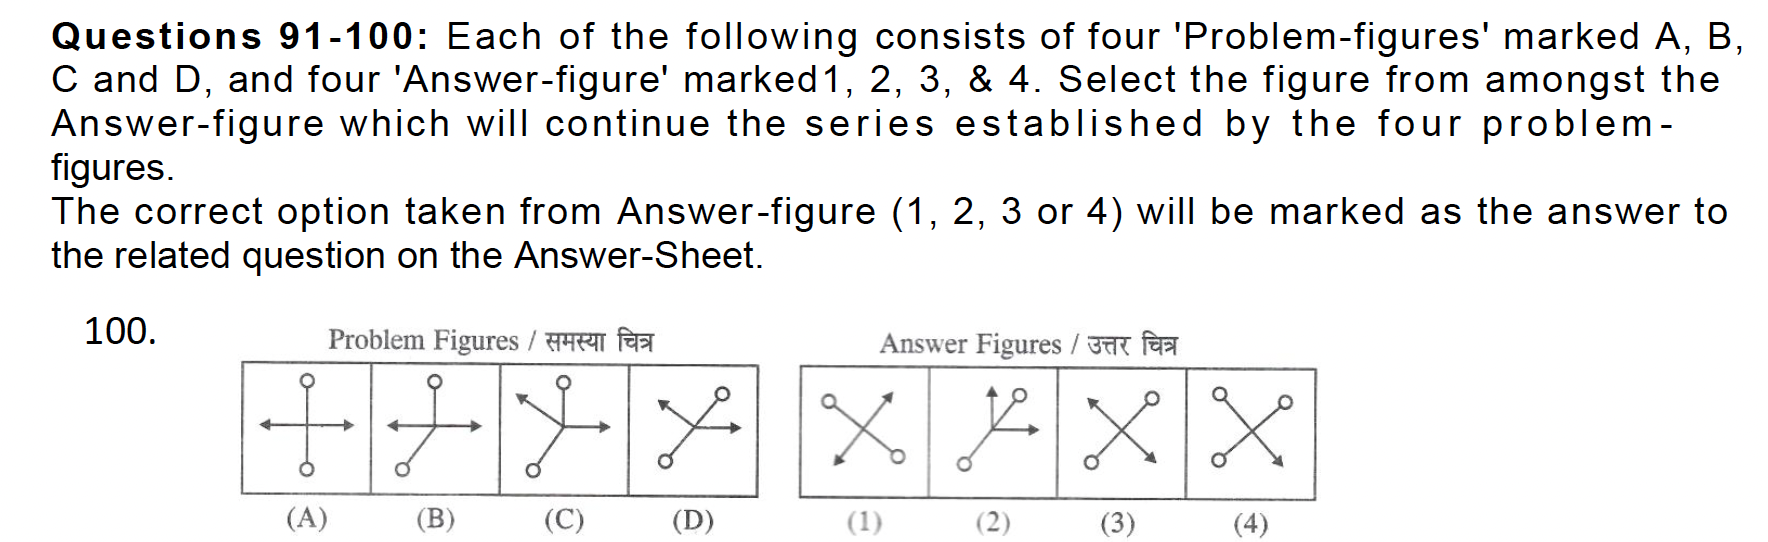 Questions 91-100: Each of the following consists of four 'Problem-figures' marked A, B,
C and D, and four 'Answer-figure' marked1, 2, 3, & 4. Select the figure from amongst the
Answer-figure which will continue the series established by the four problem-
figures.
The correct option taken from Answer-figure (1, 2, 3 or 4) will be marked as the answer to
the related question on the Answer-Sheet.
100.
Problem Figures / समस्या चित्र
Answer Figures / उत्तर चित्र
(A) (B) (C) (D) (1) (2) (3) (4)